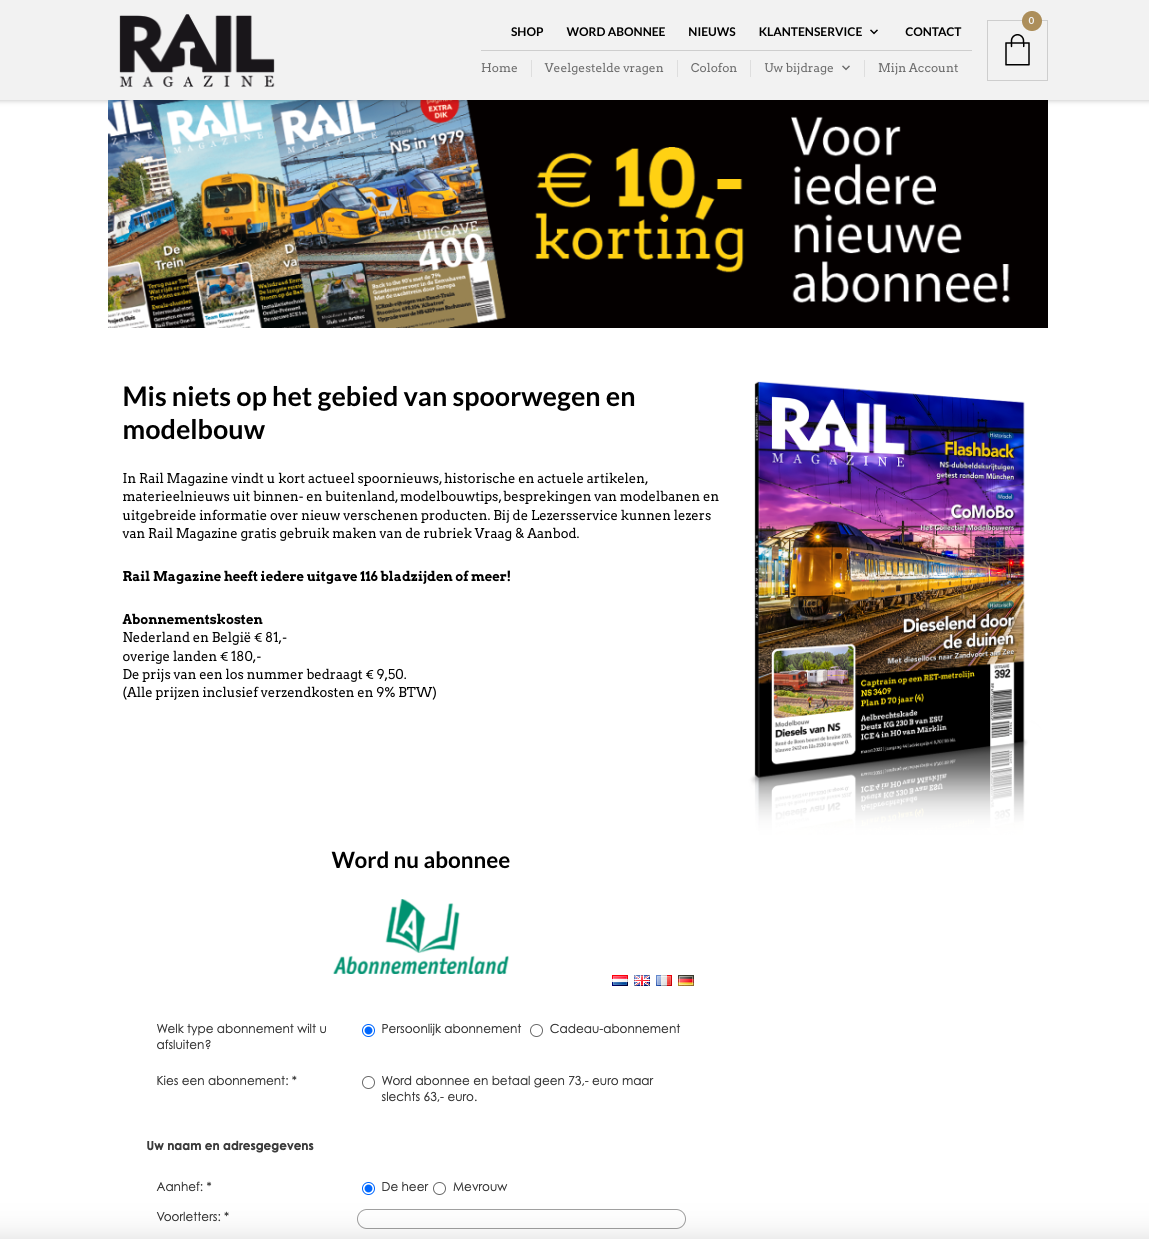 RAIL
MAGAZINE
SHOP WORD ABONNEE NIEUWS KLANTENSERVICE CONTACT
0
Home Veelgestelde vragen Colofon Uw bijdrage Mijn Account
RAIL
MAGAZINE
RAIL
MAGAZINE
EXTRA
DIK
Historie
NS in 1979
De
Trein
UITGAVE
400
€ 10,-
korting
Voor
iedere
nieuwe
abonnee!
Mis niets op het gebied van spoorwegen en
modelbouw
In Rail Magazine vindt u kort actueel spoornieuws, historische en actuele artikelen,
materieelnieuws uit binnen- en buitenland, modelbouwtips, besprekingen van modelbanen en
uitgebreide informatie over nieuw verschenen producten. Bij de Lezersservice kunnen lezers
van Rail Magazine gratis gebruik maken van de rubriek Vraag & Aanbod.
Rail Magazine heeft iedere uitgave 116 bladzijden of meer!
Abonnementskosten
Nederland en België € 81,-
overige landen € 180,-
De prijs van een los nummer bedraagt € 9,50.
(Alle prijzen inclusief verzendkosten en 9% BTW)
RAIL
MAGAZINE
Historisch
Flashback
NS-dubbeldeksrijtuigen
getest rondom München
Model
CoMoBo
Het Collectief Modelbouwers
Historisch
Dieselend door
de duinen
Met diesellocs naar Zandvoort aan Zee
UITGAVE
392
Captrain op een RET-metrolijn
NS 3409
Plan D 70 jaar (4)
Aelbrechtskade
Deutz KG 230 B van ESU
ICE 4 in H0 van Märklin
Modelbouw
Diesels van NS
Word nu abonnee
A
Abonnementenland
Welk type abonnement wilt u
afsluiten?
Persoonlijk abonnement Cadeau-abonnement
Kies een abonnement: *
Word abonnee en betaal geen 73,- euro maar
slechts 63,- euro.
Uw naam en adresgegevens
Aanhef: * De heer Mevrouw
Voorletters: *